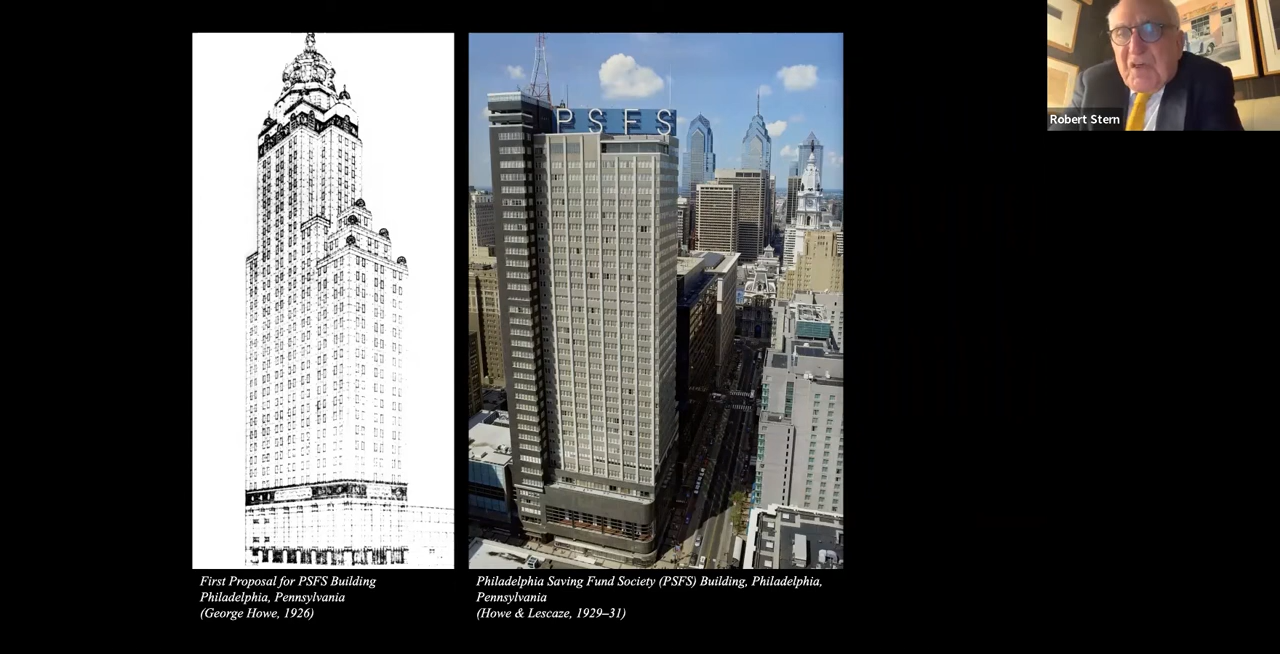 PSFS
Robert Stern
First Proposal for PSFS Building
Philadelphia, Pennsylvania
(George Howe, 1926)
Philadelphia Saving Fund Society (PSFS) Building, Philadelphia,
Pennsylvania
(Howe & Lescaze, 1929–31)